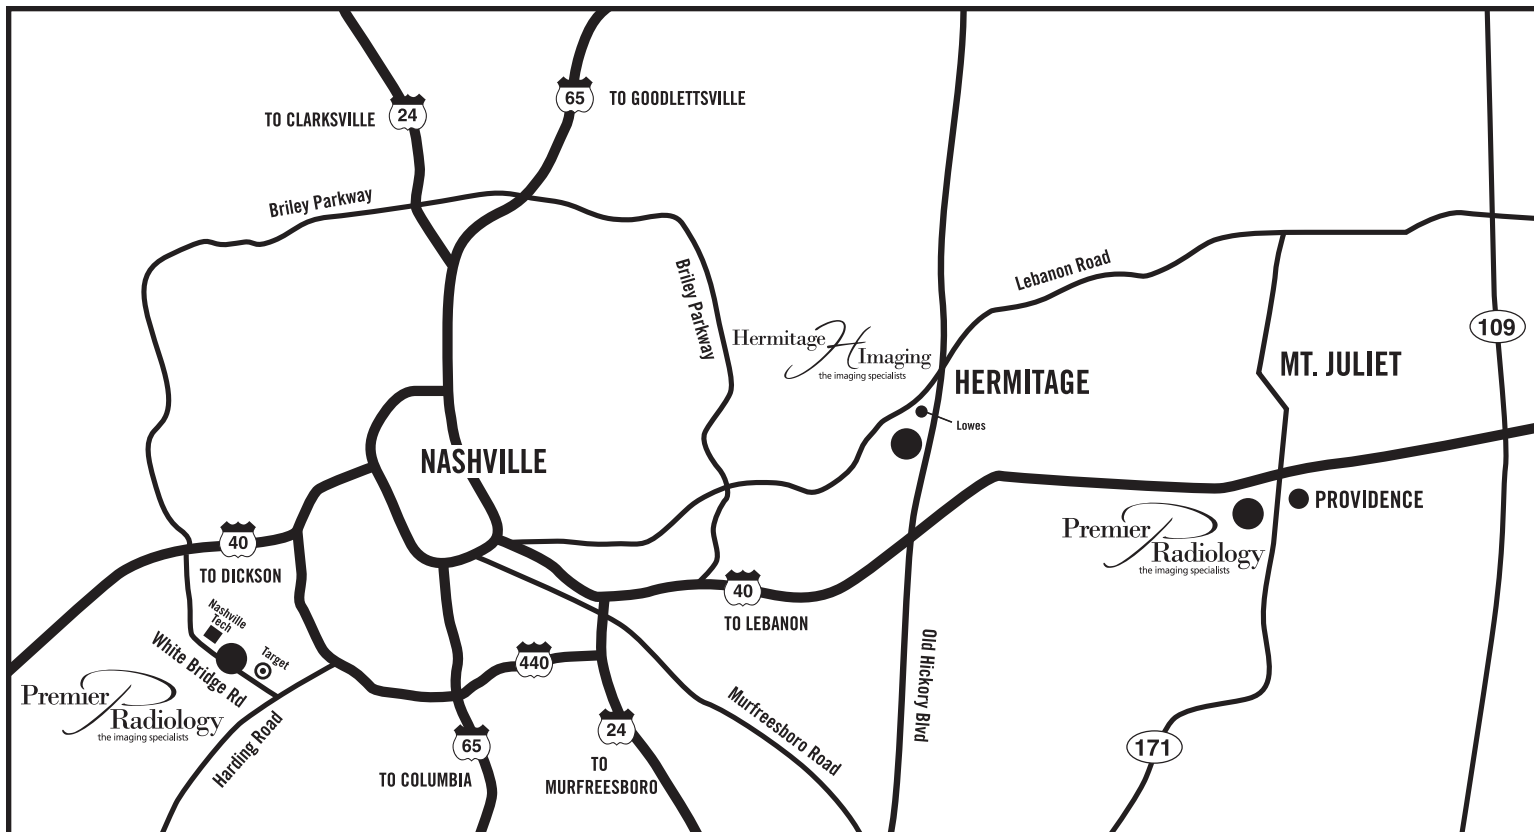 24
65
TO CLARKSVILLE
TO GOODLETTSVILLE
Briley Parkway
Briley Parkway
Lebanon Road
109
Hermitage
H
Imaging
the imaging specialists
HERMITAGE
MT. JULIET
Lowes
NASHVILLE
PROVIDENCE
Premier
Radiology
the imaging specialists
40
TO DICKSON
40
TO LEBANON
Nashville
Tech
White Bridge Rd
Target
Premier
Radiology
the imaging specialists
Harding Road
440
Old Hickory Blvd
Murfreesboro Road
65
TO COLUMBIA
24
TO
MURFREESBORO
171